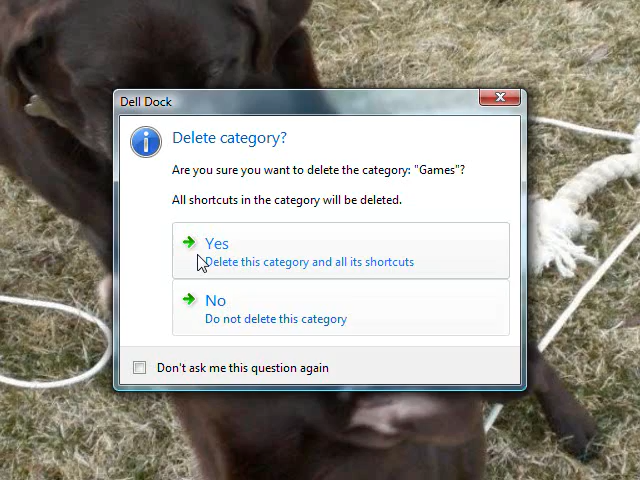 Dell Dock
Delete category?
Are you sure you want to delete the category: "Games"?
All shortcuts in the category will be deleted.
Yes
Delete this category and all its shortcuts
No
Do not delete this category
Don't ask me this question again